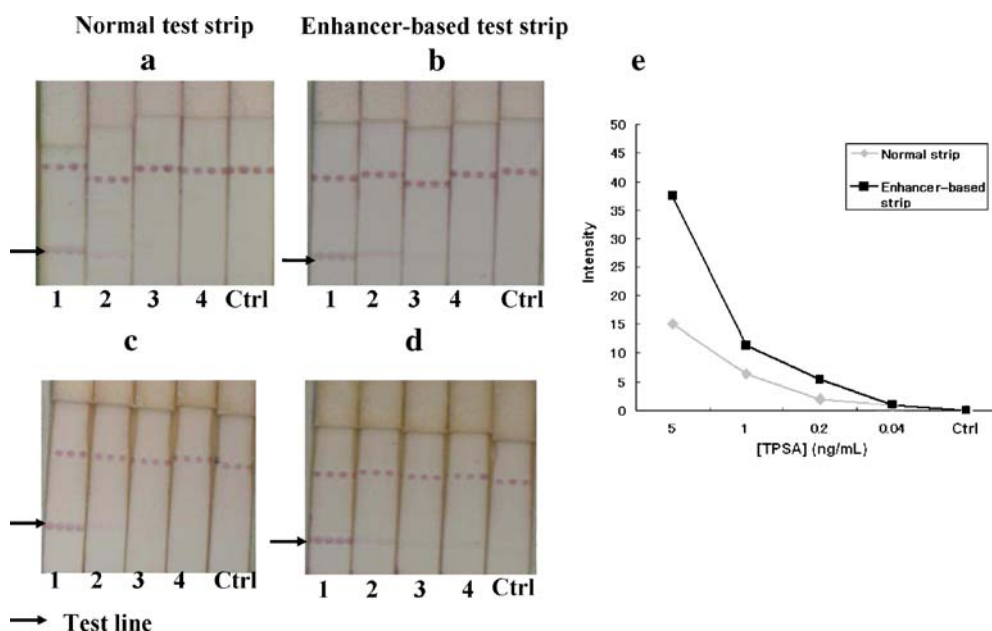 Normal test strip
Enhancer-based test strip
a
b
e
1 2 3 4 Ctrl
1 2 3 4 Ctrl
c
d
1 2 3 4 Ctrl
1 2 3 4 Ctrl
Test line
50
45
40
35
30
25
20
15
10
5
0
Intensity
5 1 0.2 0.04 Ctrl
[TPSA] (ng/mL)
Normal strip
Enhancer-based
strip